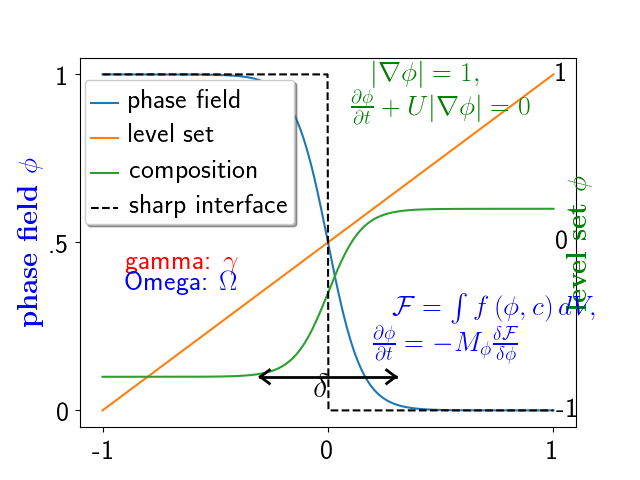 |∇ϕ| = 1,
∂ϕ/∂t + U|∇ϕ| = 0
phase field
level set
composition
sharp interface
gamma: γ
Omega: Ω
ℱ = ∫ f (ϕ, c) dV,
∂ϕ/∂t = −M_ϕ δℱ/δϕ
δ
phase field ϕ
1
.5
0
level set ϕ
1
0
-1
-1
0
1